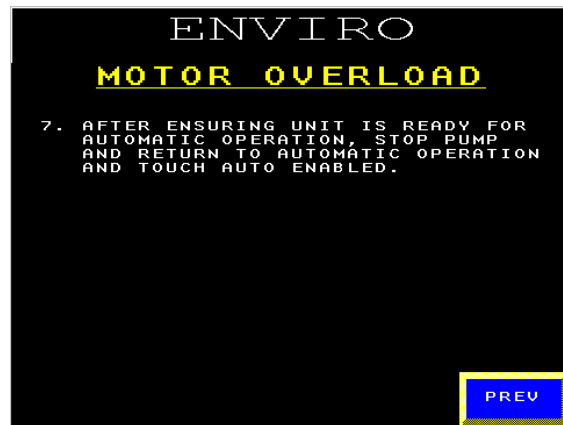 ENVIRO
MOTOR OVERLOAD
7. AFTER ENSURING UNIT IS READY FOR
AUTOMATIC OPERATION, STOP PUMP
AND RETURN TO AUTOMATIC OPERATION
AND TOUCH AUTO ENABLED.
PREV